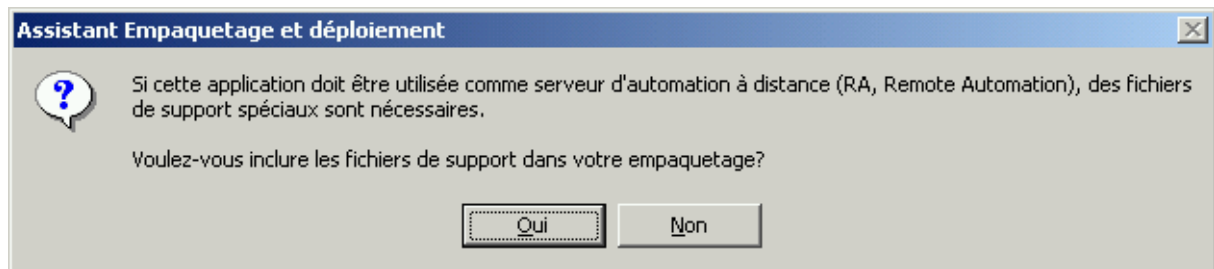 Assistant Empaquetage et déploiement
Si cette application doit être utilisée comme serveur d'automation à distance (RA, Remote Automation), des fichiers
de support spéciaux sont nécessaires.
Voulez-vous inclure les fichiers de support dans votre empaquetage?
Oui
Non